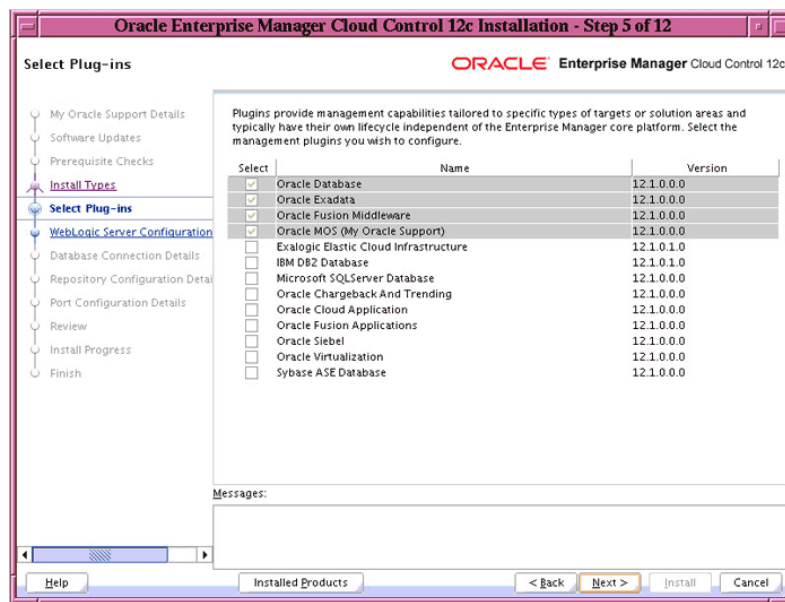 Oracle Enterprise Manager Cloud Control 12c Installation - Step 5 of 12
Select Plug-ins
ORACLE Enterprise Manager Cloud Control 12c
My Oracle Support Details
Software Updates
Prerequisite Checks
Install Types
Select Plug-ins
WebLogic Server Configuration
Database Connection Details
Repository Configuration Detai
Port Configuration Details
Review
Install Progress
Finish
Plugins provide management capabilities tailored to specific types of targets or solution areas and
typically have their own lifecycle independent of the Enterprise Manager core platform. Select the
management plugins you wish to configure.
Select Name Version
Oracle Database 12.1.0.0.0
Oracle Exadata 12.1.0.0.0
Oracle Fusion Middleware 12.1.0.0.0
Oracle MOS (My Oracle Support) 12.1.0.0.0
Exalogic Elastic Cloud Infrastructure 12.1.0.1.0
IBM DB2 Database 12.1.0.1.0
Microsoft SQLServer Database 12.1.0.0.0
Oracle Chargeback And Trending 12.1.0.0.0
Oracle Cloud Application 12.1.0.0.0
Oracle Fusion Applications 12.1.0.0.0
Oracle Siebel 12.1.0.0.0
Oracle Virtualization 12.1.0.0.0
Sybase ASE Database 12.1.0.0.0
Messages:
Help Installed Products < Back Next > Install Cancel